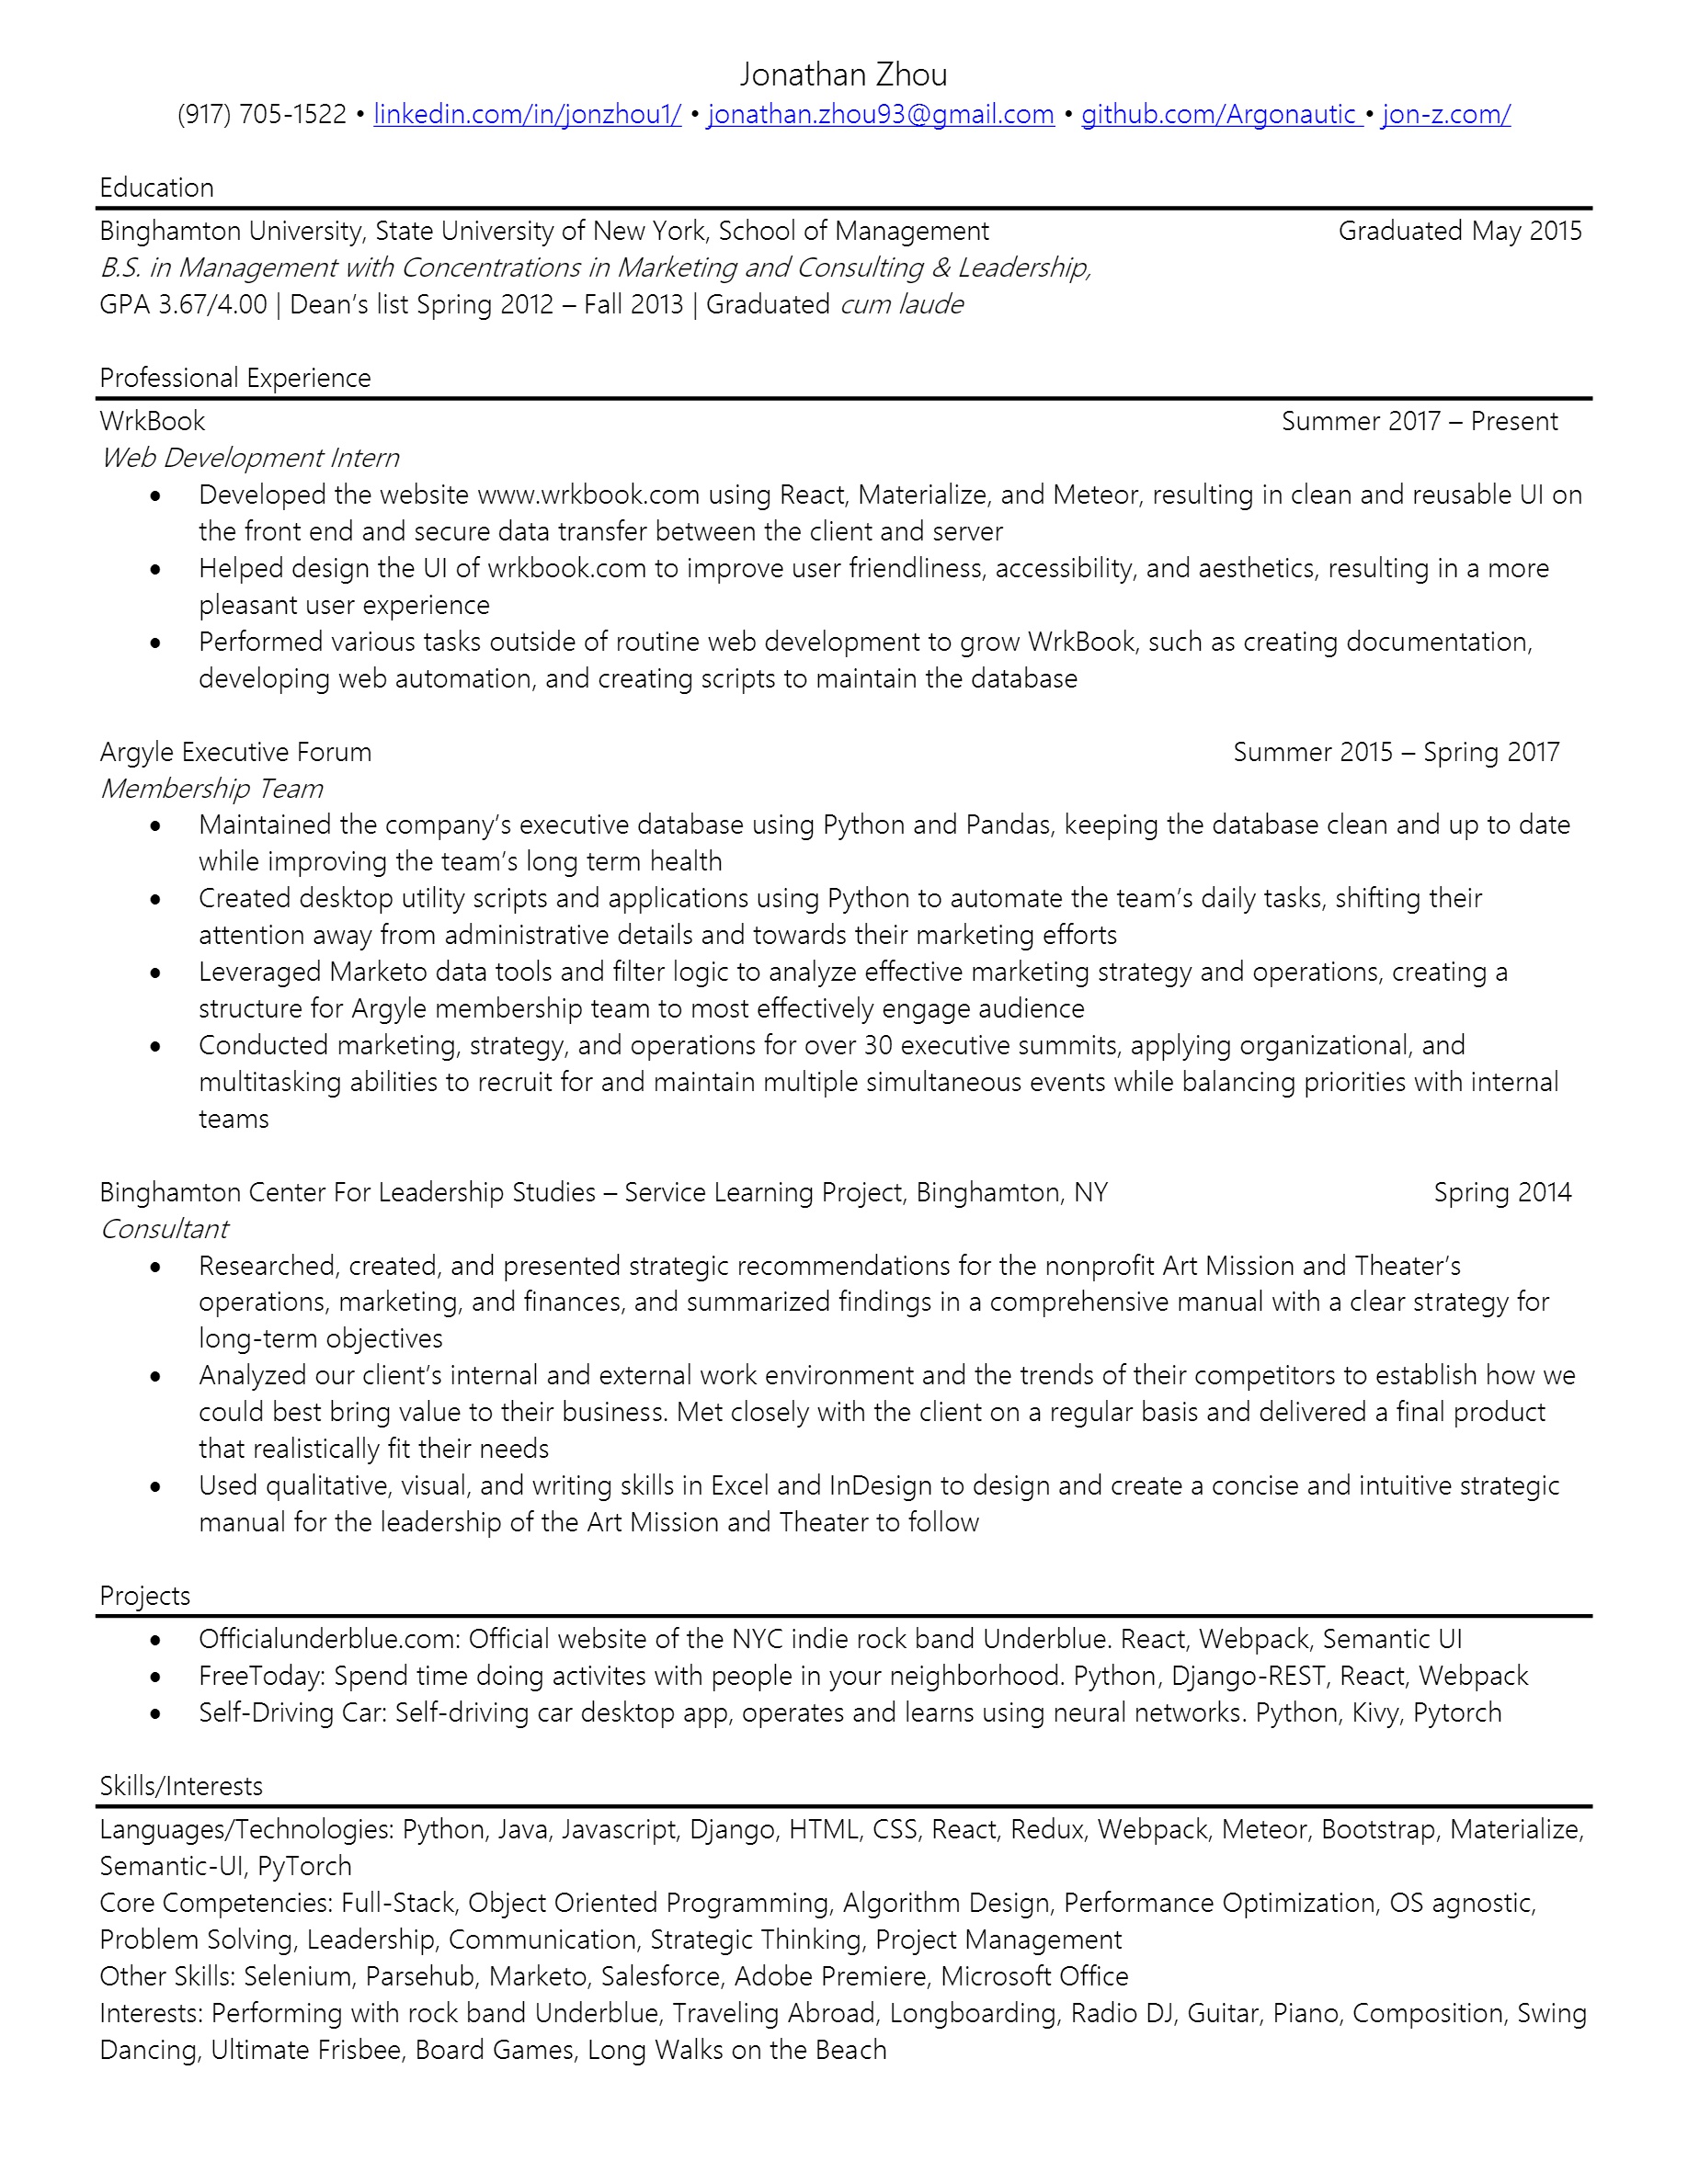 Jonathan Zhou
(917) 705-1522 • linkedin.com/in/jonzhou1/ • jonathan.zhou93@gmail.com • github.com/Argonautic • jon-z.com/
Education
Binghamton University, State University of New York, School of Management Graduated May 2015
B.S. in Management with Concentrations in Marketing and Consulting & Leadership,
GPA 3.67/4.00 | Dean’s list Spring 2012 – Fall 2013 | Graduated cum laude
Professional Experience
WrkBook Summer 2017 – Present
Web Development Intern
• Developed the website www.wrkbook.com using React, Materialize, and Meteor, resulting in clean and reusable UI on
the front end and secure data transfer between the client and server
• Helped design the UI of wrkbook.com to improve user friendliness, accessibility, and aesthetics, resulting in a more
pleasant user experience
• Performed various tasks outside of routine web development to grow WrkBook, such as creating documentation,
developing web automation, and creating scripts to maintain the database
Argyle Executive Forum Summer 2015 – Spring 2017
Membership Team
• Maintained the company’s executive database using Python and Pandas, keeping the database clean and up to date
while improving the team’s long term health
• Created desktop utility scripts and applications using Python to automate the team’s daily tasks, shifting their
attention away from administrative details and towards their marketing efforts
• Leveraged Marketo data tools and filter logic to analyze effective marketing strategy and operations, creating a
structure for Argyle membership team to most effectively engage audience
• Conducted marketing, strategy, and operations for over 30 executive summits, applying organizational, and
multitasking abilities to recruit for and maintain multiple simultaneous events while balancing priorities with internal
teams
Binghamton Center For Leadership Studies – Service Learning Project, Binghamton, NY Spring 2014
Consultant
• Researched, created, and presented strategic recommendations for the nonprofit Art Mission and Theater’s
operations, marketing, and finances, and summarized findings in a comprehensive manual with a clear strategy for
long-term objectives
• Analyzed our client’s internal and external work environment and the trends of their competitors to establish how we
could best bring value to their business. Met closely with the client on a regular basis and delivered a final product
that realistically fit their needs
• Used qualitative, visual, and writing skills in Excel and InDesign to design and create a concise and intuitive strategic
manual for the leadership of the Art Mission and Theater to follow
Projects
• Officialunderblue.com: Official website of the NYC indie rock band Underblue. React, Webpack, Semantic UI
• FreeToday: Spend time doing activites with people in your neighborhood. Python, Django-REST, React, Webpack
• Self-Driving Car: Self-driving car desktop app, operates and learns using neural networks. Python, Kivy, Pytorch
Skills/Interests
Languages/Technologies: Python, Java, Javascript, Django, HTML, CSS, React, Redux, Webpack, Meteor, Bootstrap, Materialize,
Semantic-UI, PyTorch
Core Competencies: Full-Stack, Object Oriented Programming, Algorithm Design, Performance Optimization, OS agnostic,
Problem Solving, Leadership, Communication, Strategic Thinking, Project Management
Other Skills: Selenium, Parsehub, Marketo, Salesforce, Adobe Premiere, Microsoft Office
Interests: Performing with rock band Underblue, Traveling Abroad, Longboarding, Radio DJ, Guitar, Piano, Composition, Swing
Dancing, Ultimate Frisbee, Board Games, Long Walks on the Beach